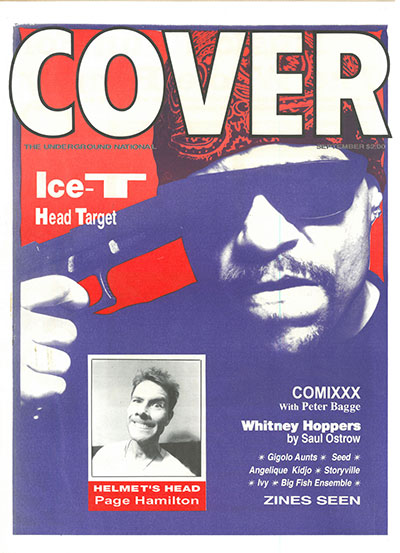 COVER
THE UNDERGROUND NATIONAL SEPTEMBER $2.00
Ice-T
Head Target
COMIXXX
With Peter Bagge
Whitney Hoppers
by Saul Ostrow
✴ Gigolo Aunts ✴ Seed ✴
Angelique Kidjo ✴ Storyville
✴ Ivy ✴ Big Fish Ensemble ✴
ZINES SEEN
HELMET'S HEAD
Page Hamilton